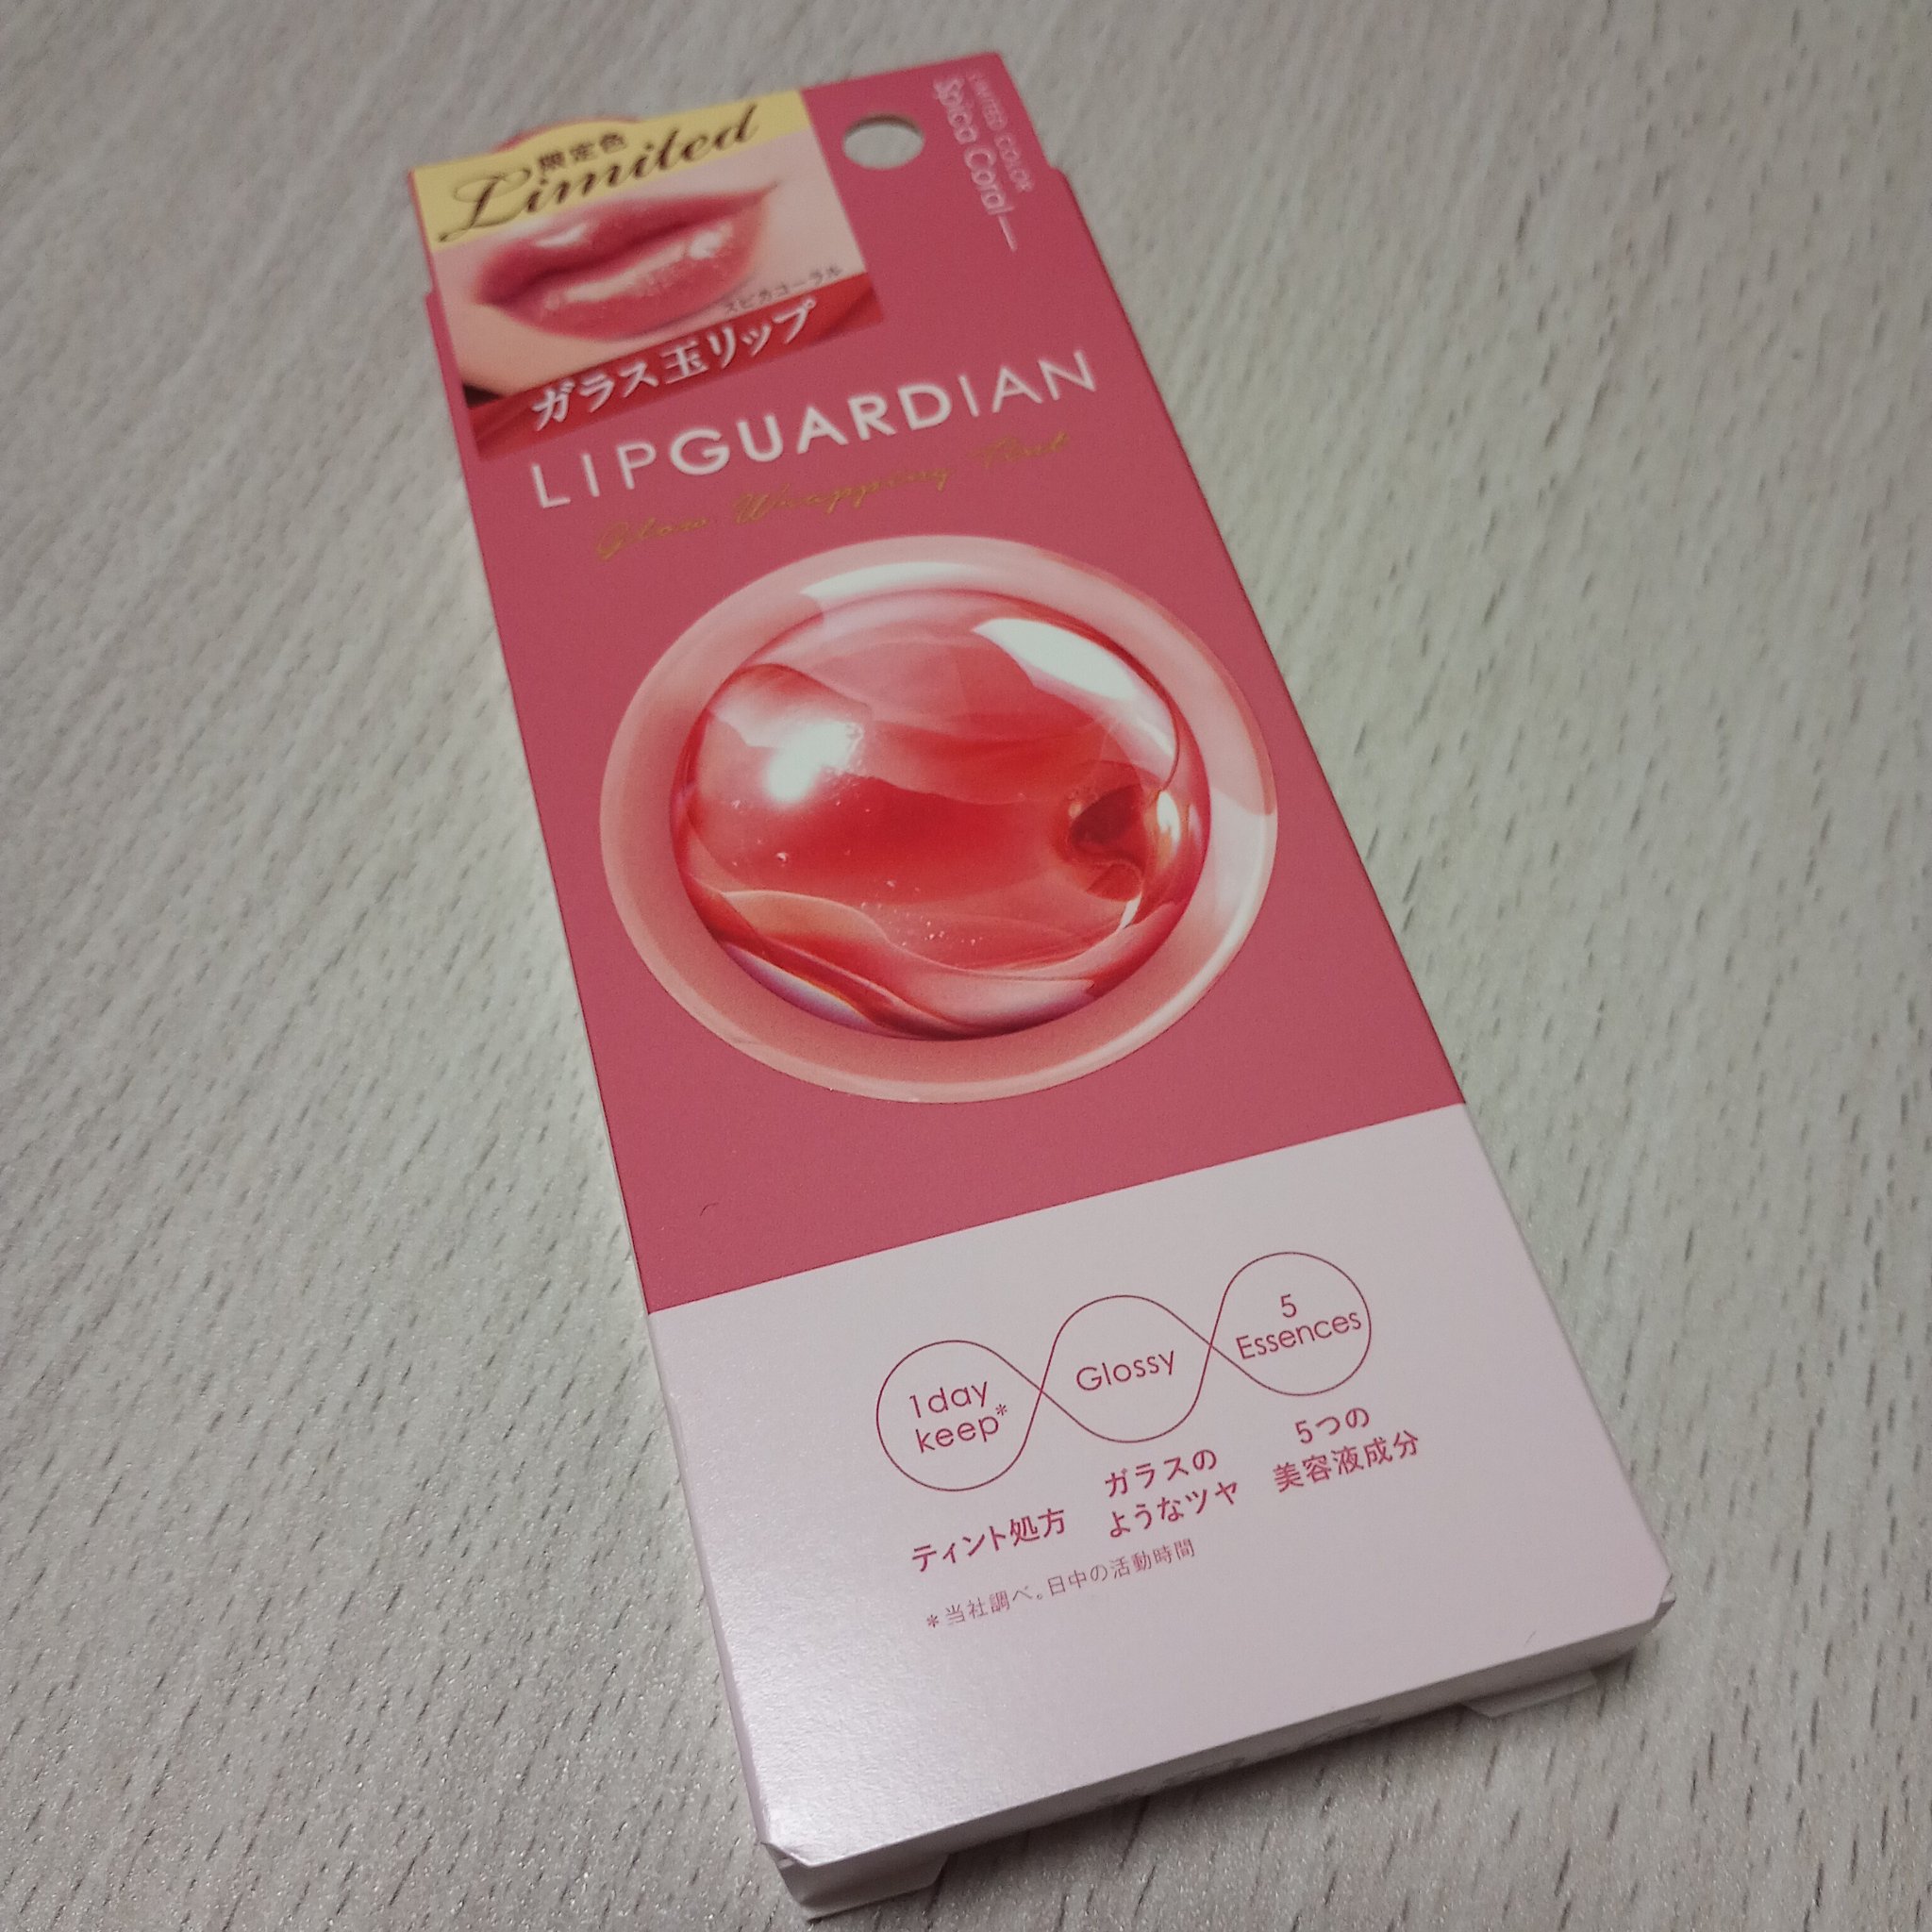 限定色
Limited
スピカコーラル
ガラス玉リップ
LIMITED COLOR
Spica Coral
LIPGUARDIAN
Glow Wrapping Tint
1day
keep*
Glossy
5
Essences
ティント処方
ガラスの
ようなツヤ
5つの
美容液成分
*当社調べ。日中の活動時間